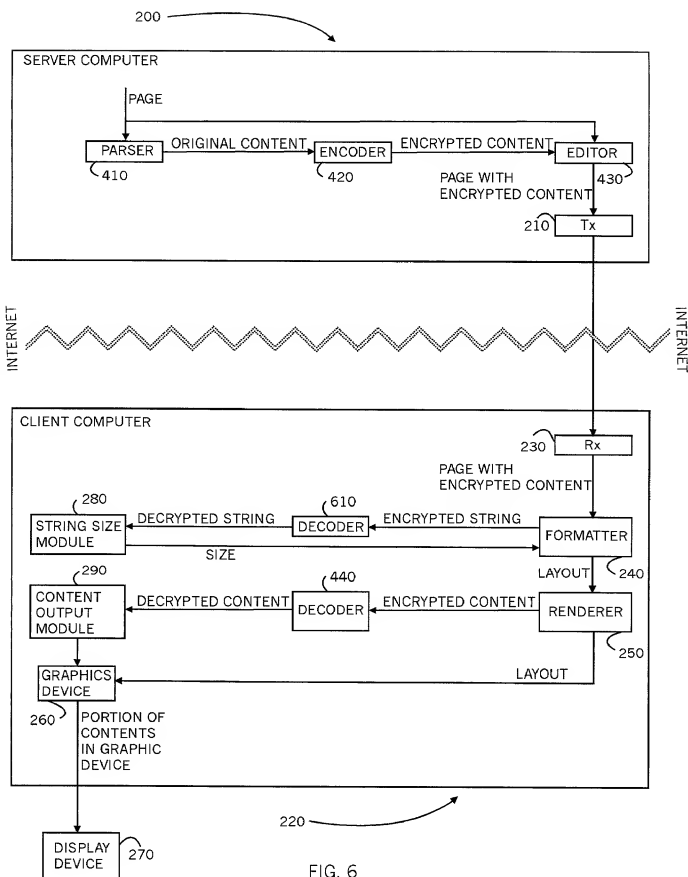 200
SERVER COMPUTER
PAGE
PARSER
ORIGINAL CONTENT
ENCODER
ENCRYPTED CONTENT
EDITOR
410
420
430
PAGE WITH
ENCRYPTED CONTENT
210
Tx
INTERNET
INTERNET
CLIENT COMPUTER
230
Rx
PAGE WITH
ENCRYPTED CONTENT
280
610
STRING SIZE
MODULE
DECRYPTED STRING
DECODER
ENCRYPTED STRING
FORMATTER
SIZE
240
LAYOUT
290
440
CONTENT
OUTPUT
MODULE
DECRYPTED CONTENT
DECODER
ENCRYPTED CONTENT
RENDERER
250
GRAPHICS
DEVICE
LAYOUT
260
PORTION OF
CONTENTS
IN GRAPHIC
DEVICE
220
DISPLAY
DEVICE
270
FIG. 6